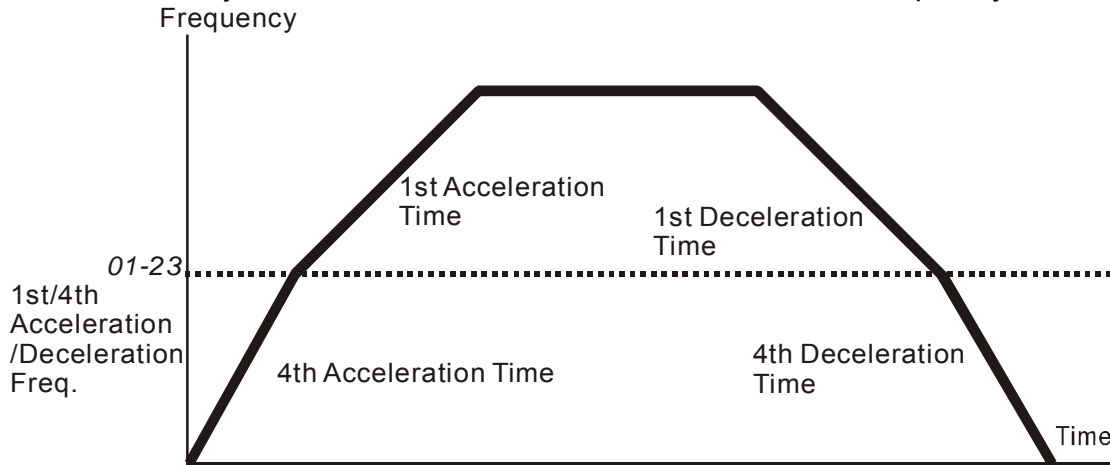 Frequency
1st Acceleration
Time
1st Deceleration
Time
01-23
1st/4th
Acceleration
/Deceleration
Freq.
4th Acceleration Time
4th Deceleration
Time
Time